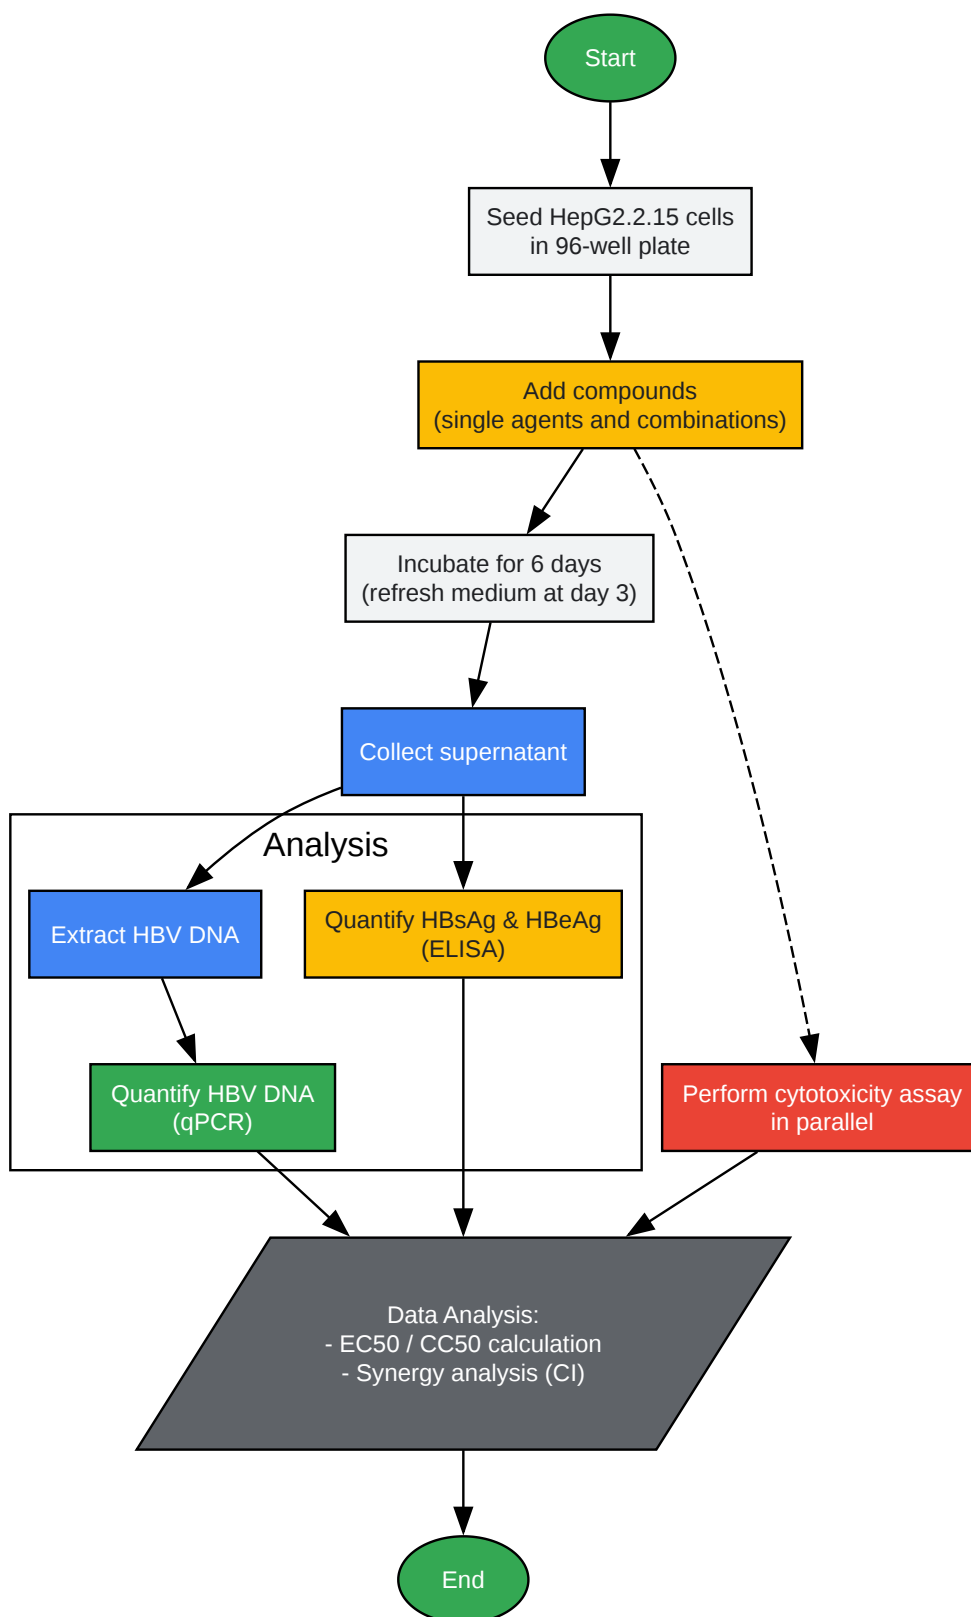 Start
Seed HepG2.2.15 cells
in 96-well plate
Add compounds
(single agents and combinations)
Incubate for 6 days
(refresh medium at day 3)
Collect supernatant
Analysis
Extract HBV DNA
Quantify HBsAg & HBeAg
(ELISA)
Quantify HBV DNA
(qPCR)
Perform cytotoxicity assay
in parallel
Data Analysis:
- EC50 / CC50 calculation
- Synergy analysis (CI)
End